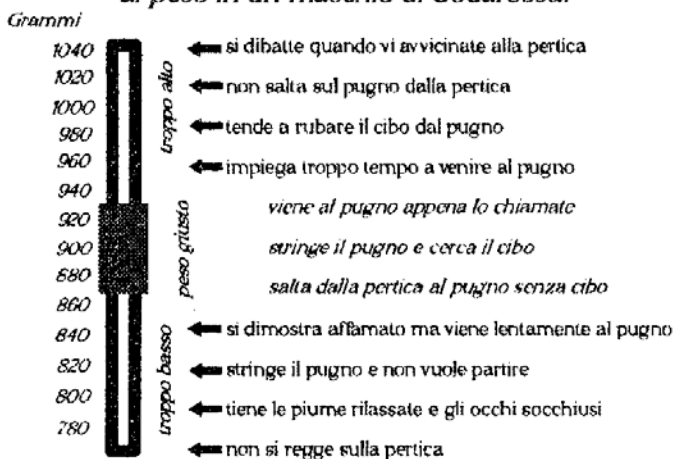 peso in un maschio di Codarossa.
Grammi
1040 si dibatte quando vi avvicinate alla pertica
1020 non salta sul pugno dalla pertica
1000
980 tende a rubare il cibo dal pugno
960 impiega troppo tempo a venire al pugno
troppo alto
940
920 viene al pugno appena lo chiamate
900 stringe il pugno e cerca il cibo
880 salta dalla pertica al pugno senza cibo
peso giusto
860
840 si dimostra affamato ma viene lentamente al pugno
820 stringe il pugno e non vuole partire
800 tiene le piume rilassate e gli occhi socchiusi
780
non si regge sulla pertica
troppo basso